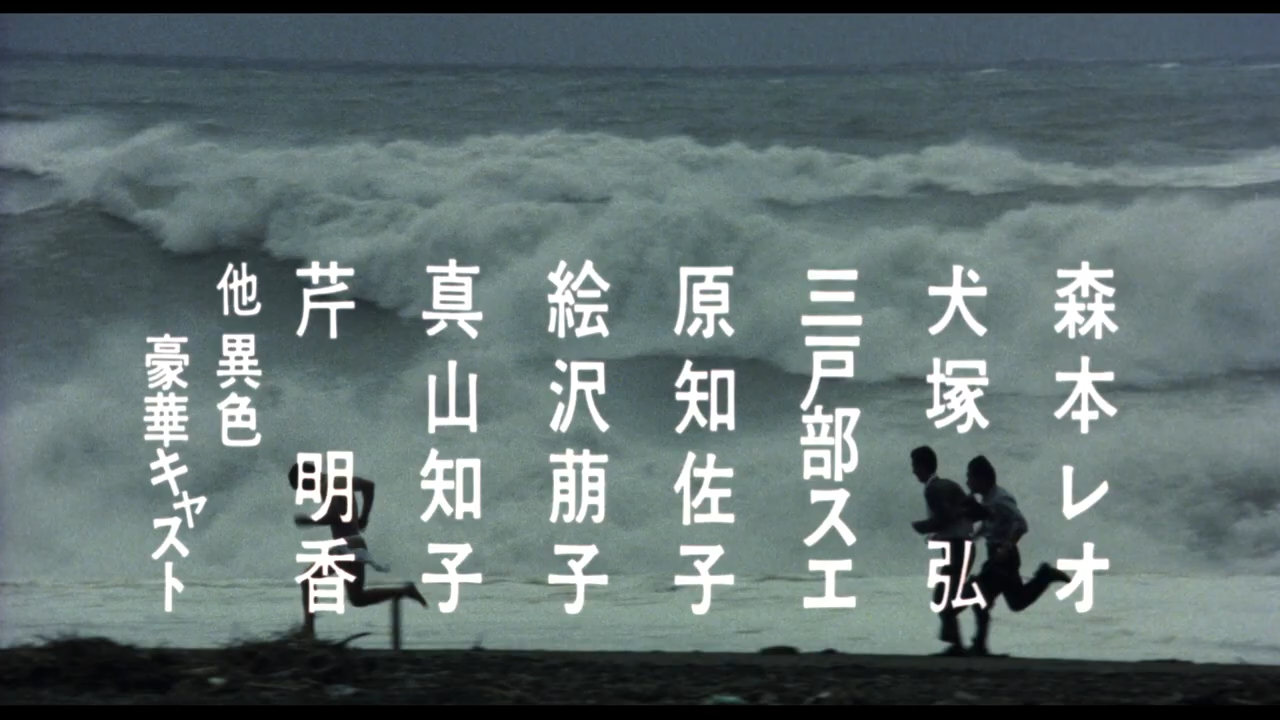 森本レオ
犬塚弘
三戸部スエ
原知佐子
絵沢萠子
真山知子
芹明香
他異色
豪華キャスト